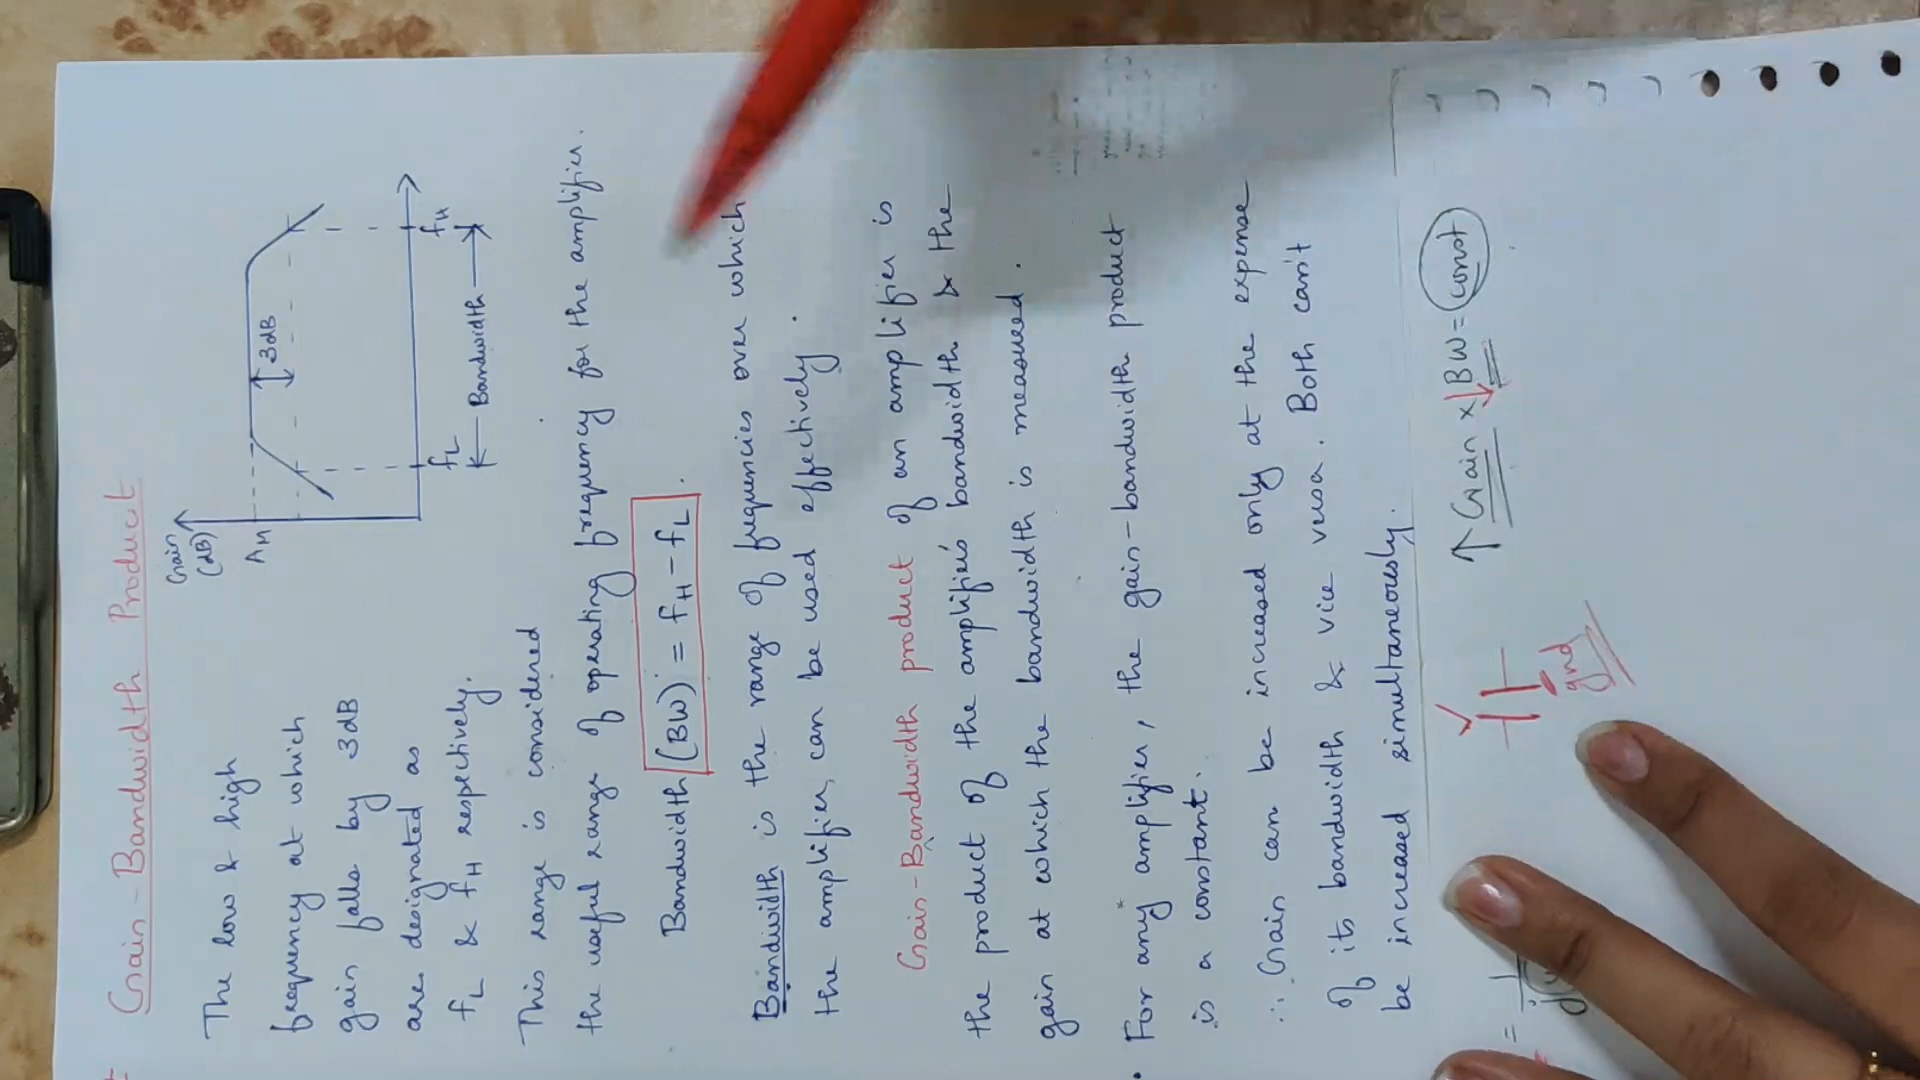 Gain-Bandwidth Product
The low & high
frequency at which
gain falls by 3dB
are designated as
fL & fH respectively.
Gain
(dB)
AM
3dB
fL
fH
Bandwidth
This range is considered
the useful range of operating frequency for the amplifier.
Bandwidth (BW) = fH - fL.
Bandwidth is the range of frequencies over which
the amplifier, can be used effectively.
Gain-Bandwidth product of an amplifier is
the product of the amplifier's bandwidth & the
gain at which the bandwidth is measured.
• For any amplifier, the gain-bandwidth product
is a constant.
∴ Gain can be increased only at the expense
of its bandwidth & vice versa. Both can't
be increased simultaneously.
↑ Gain × BW = const
gnd
= 1